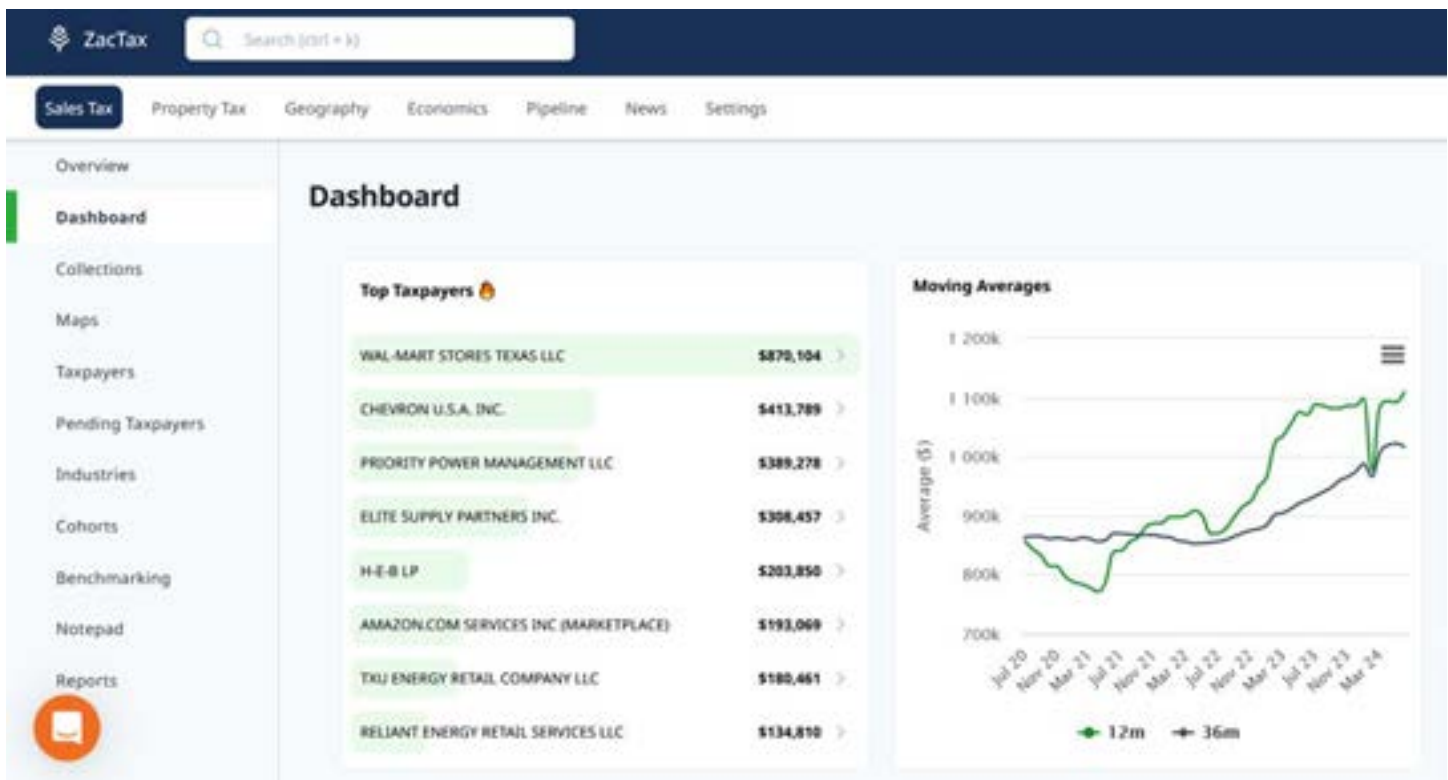 ZacTax
Search (ctrl + k)
Sales Tax Property Tax Geography Economics Pipeline News Settings
Overview
Dashboard
Collections
Maps
Taxpayers
Pending Taxpayers
Industries
Cohorts
Benchmarking
Notepad
Reports
Dashboard
Top Taxpayers
WAL-MART STORES TEXAS LLC $870,104
CHEVRON U.S.A. INC. $413,789
PRIORITY POWER MANAGEMENT LLC $389,278
ELITE SUPPLY PARTNERS INC. $308,457
H-E-B LP $203,850
AMAZON.COM SERVICES INC (MARKETPLACE) $193,069
TXU ENERGY RETAIL COMPANY LLC $180,461
RELIANT ENERGY RETAIL SERVICES LLC $134,810
Moving Averages
Average ($)
1 200k
1 100k
1 000k
900k
800k
700k
Jul 20 Nov 20 Mar 21 Jul 21 Nov 21 Mar 22 Jul 22 Nov 22 Mar 23 Jul 23 Nov 23 Mar 24
12m 36m